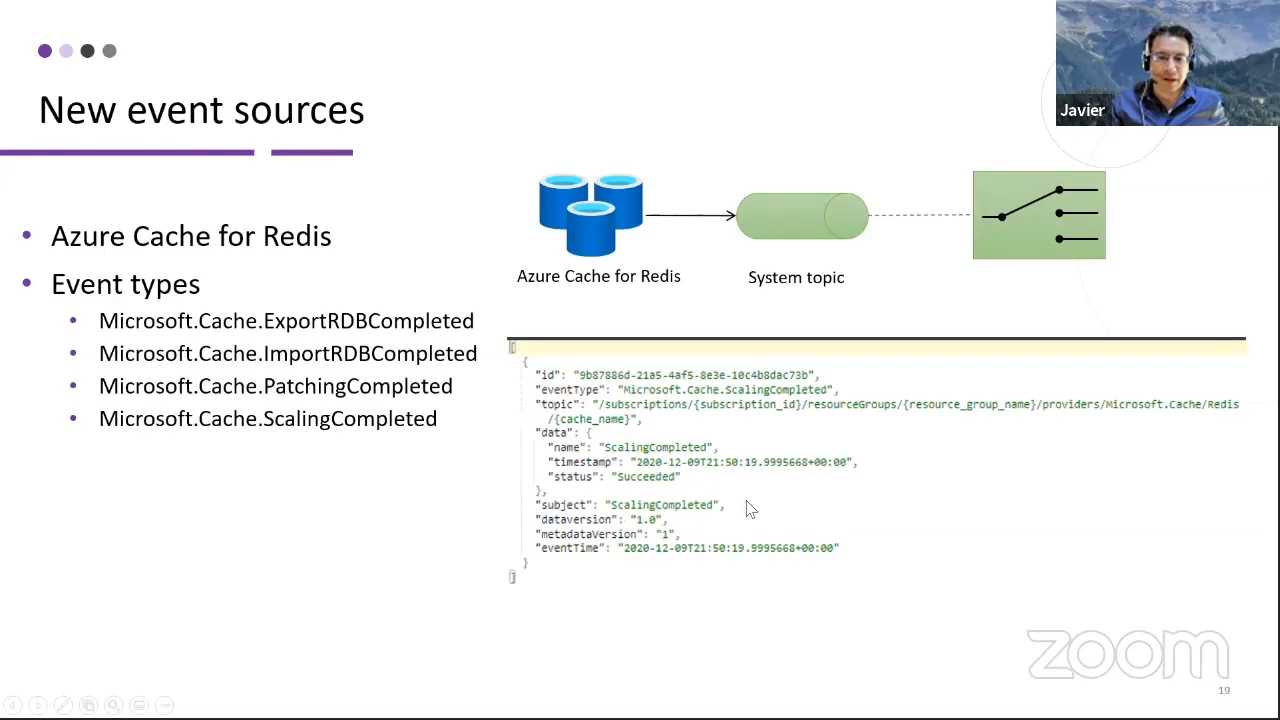 New event sources
Javier
• Azure Cache for Redis
• Event types
• Microsoft.Cache.ExportRDBCompleted
• Microsoft.Cache.ImportRDBCompleted
• Microsoft.Cache.PatchingCompleted
• Microsoft.Cache.ScalingCompleted
Azure Cache for Redis
System topic
[
{
"id": "9b87886d-21a5-4af5-8e3e-10c4b8dac73b",
"eventType": "Microsoft.Cache.ScalingCompleted",
"topic": "/subscriptions/{subscription_id}/resourceGroups/{resource_group_name}/providers/Microsoft.Cache/Redis
/{cache_name}",
"data": {
"name": "ScalingCompleted",
"timestamp": "2020-12-09T21:50:19.9995668+00:00",
"status": "Succeeded"
},
"subject": "ScalingCompleted",
"dataversion": "1.0",
"metadataVersion": "1",
"eventTime": "2020-12-09T21:50:19.9995668+00:00"
}
]
zoom
19